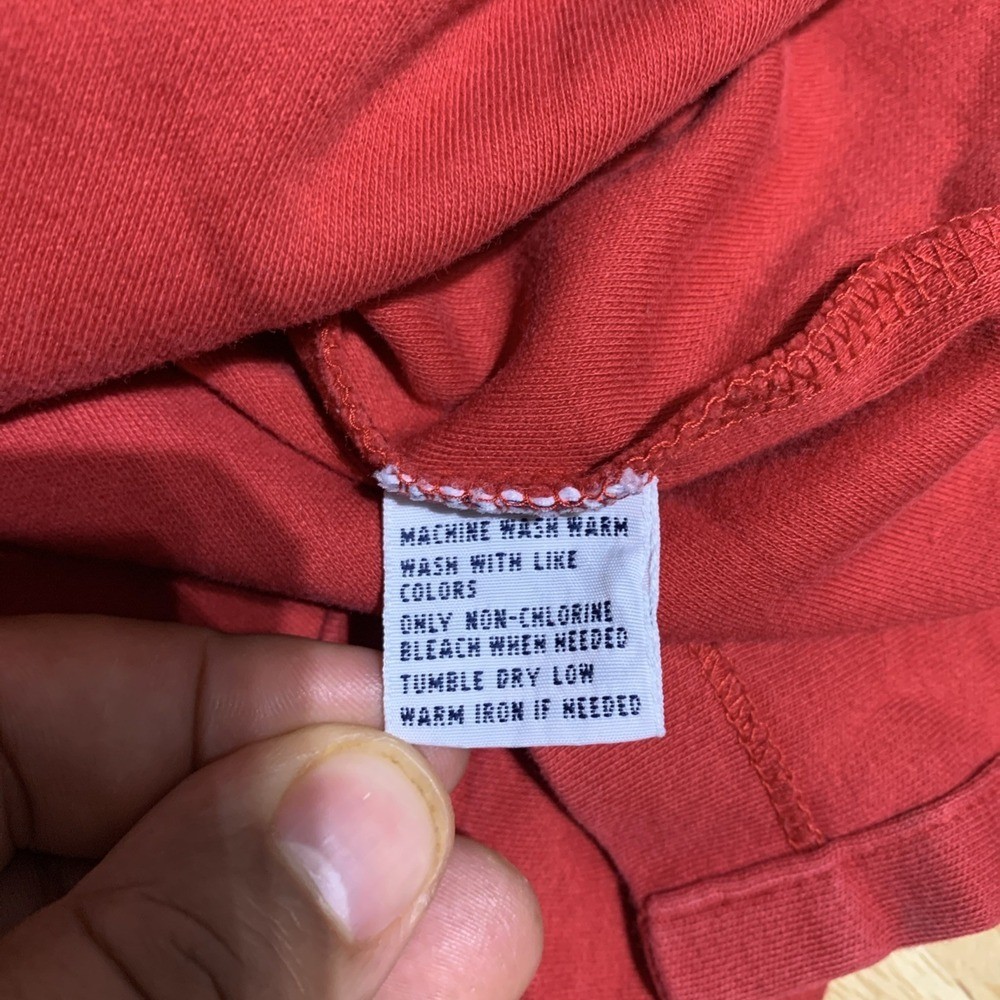 MACHINE WASH WARM
WASH WITH LIKE
COLORS
ONLY NON-CHLORINE
BLEACH WHEN NEEDED
TUMBLE DRY LOW
WARM IRON IF NEEDED